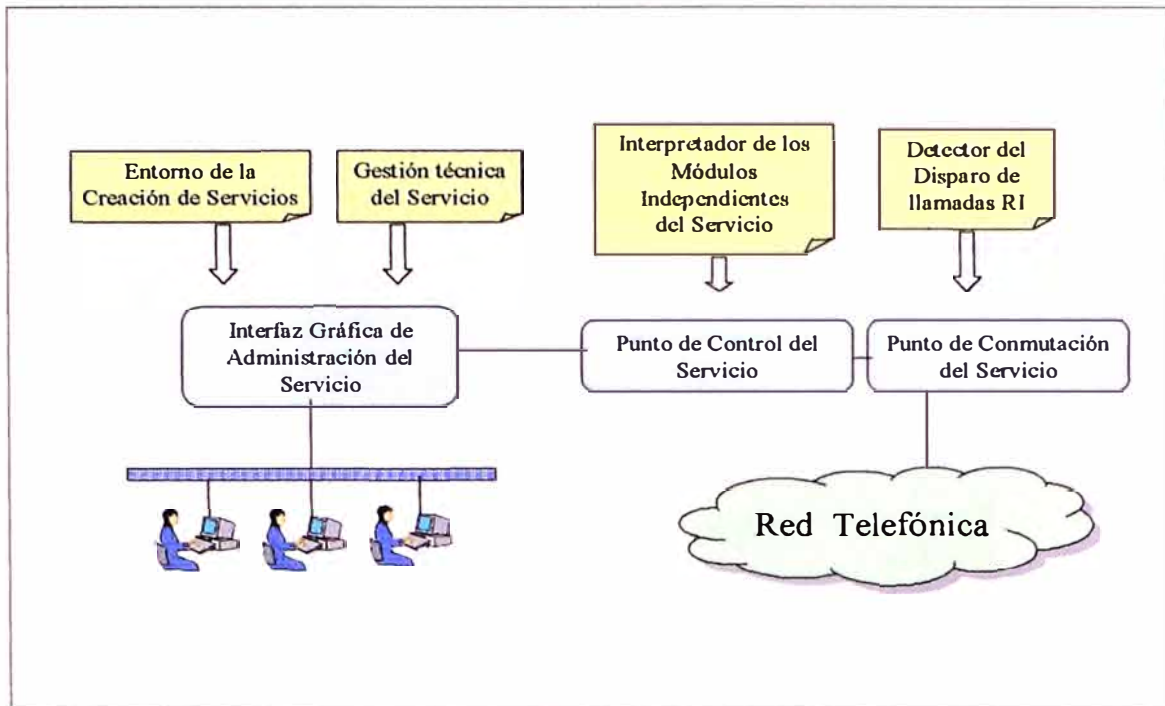 Entorno de la
Creación de Servicios
Gestión técnica
del Servicio
Interpretador de los
Módulos
Independientes
del Servicio
Detector del
Disparo de
llamadas RI
Interfaz Gráfica de
Administración del
Servicio
Punto de Control del
Servicio
Punto de Conmutación
del Servicio
Red Telefónica